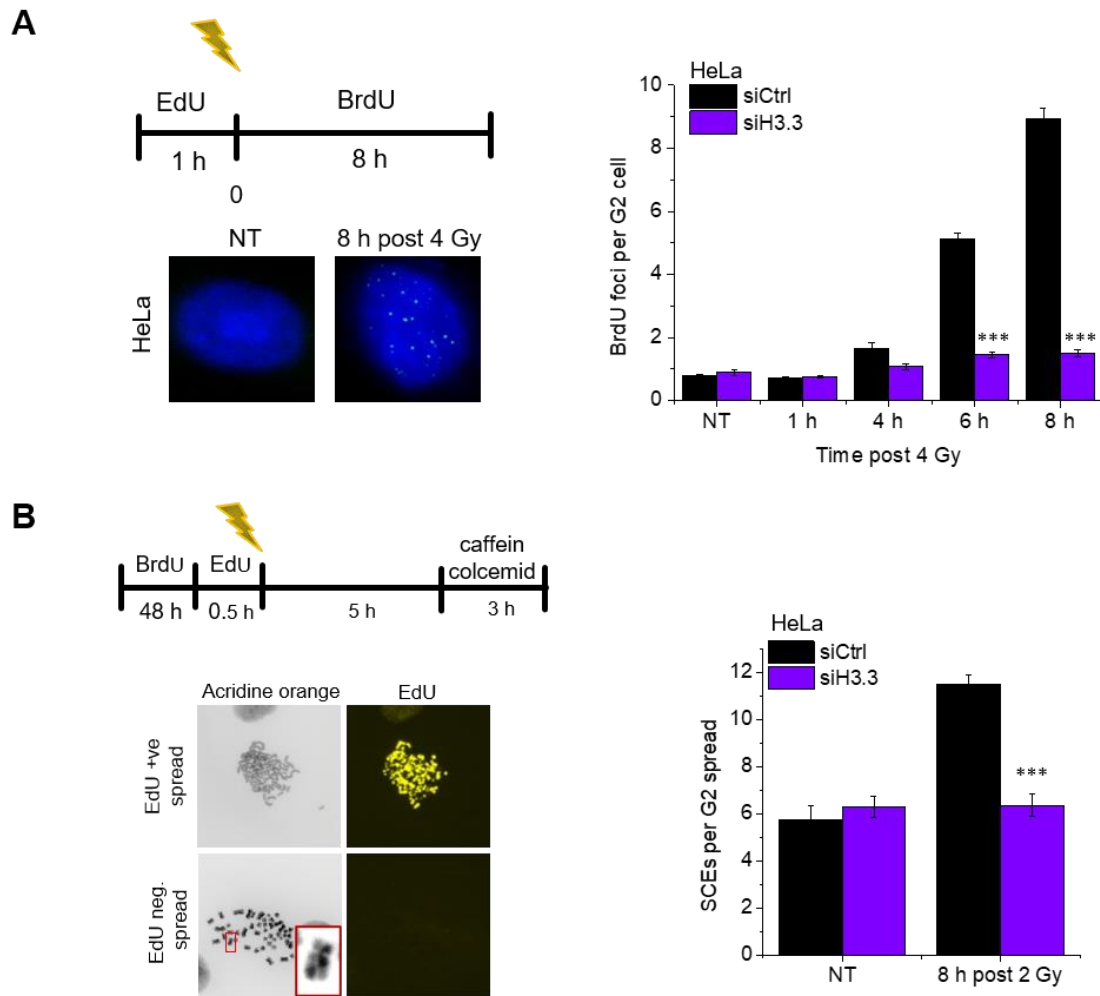 A
EdU
BrdU
1 h
8 h
0
NT
8 h post 4 Gy
HeLa
HeLa
siCtrl
siH3.3
BrdU foci per G2 cell
10
8
6
4
2
0
***
***
NT
1 h
4 h
6 h
8 h
Time post 4 Gy
B
BrdU
EdU
caffein
colcemid
48 h
0.5 h
5 h
3 h
Acridine orange
EdU
EdU +ve
spread
EdU neg.
spread
HeLa
siCtrl
siH3.3
SCEs per G2 spread
12
10
8
6
4
2
0
***
NT
8 h post 2 Gy